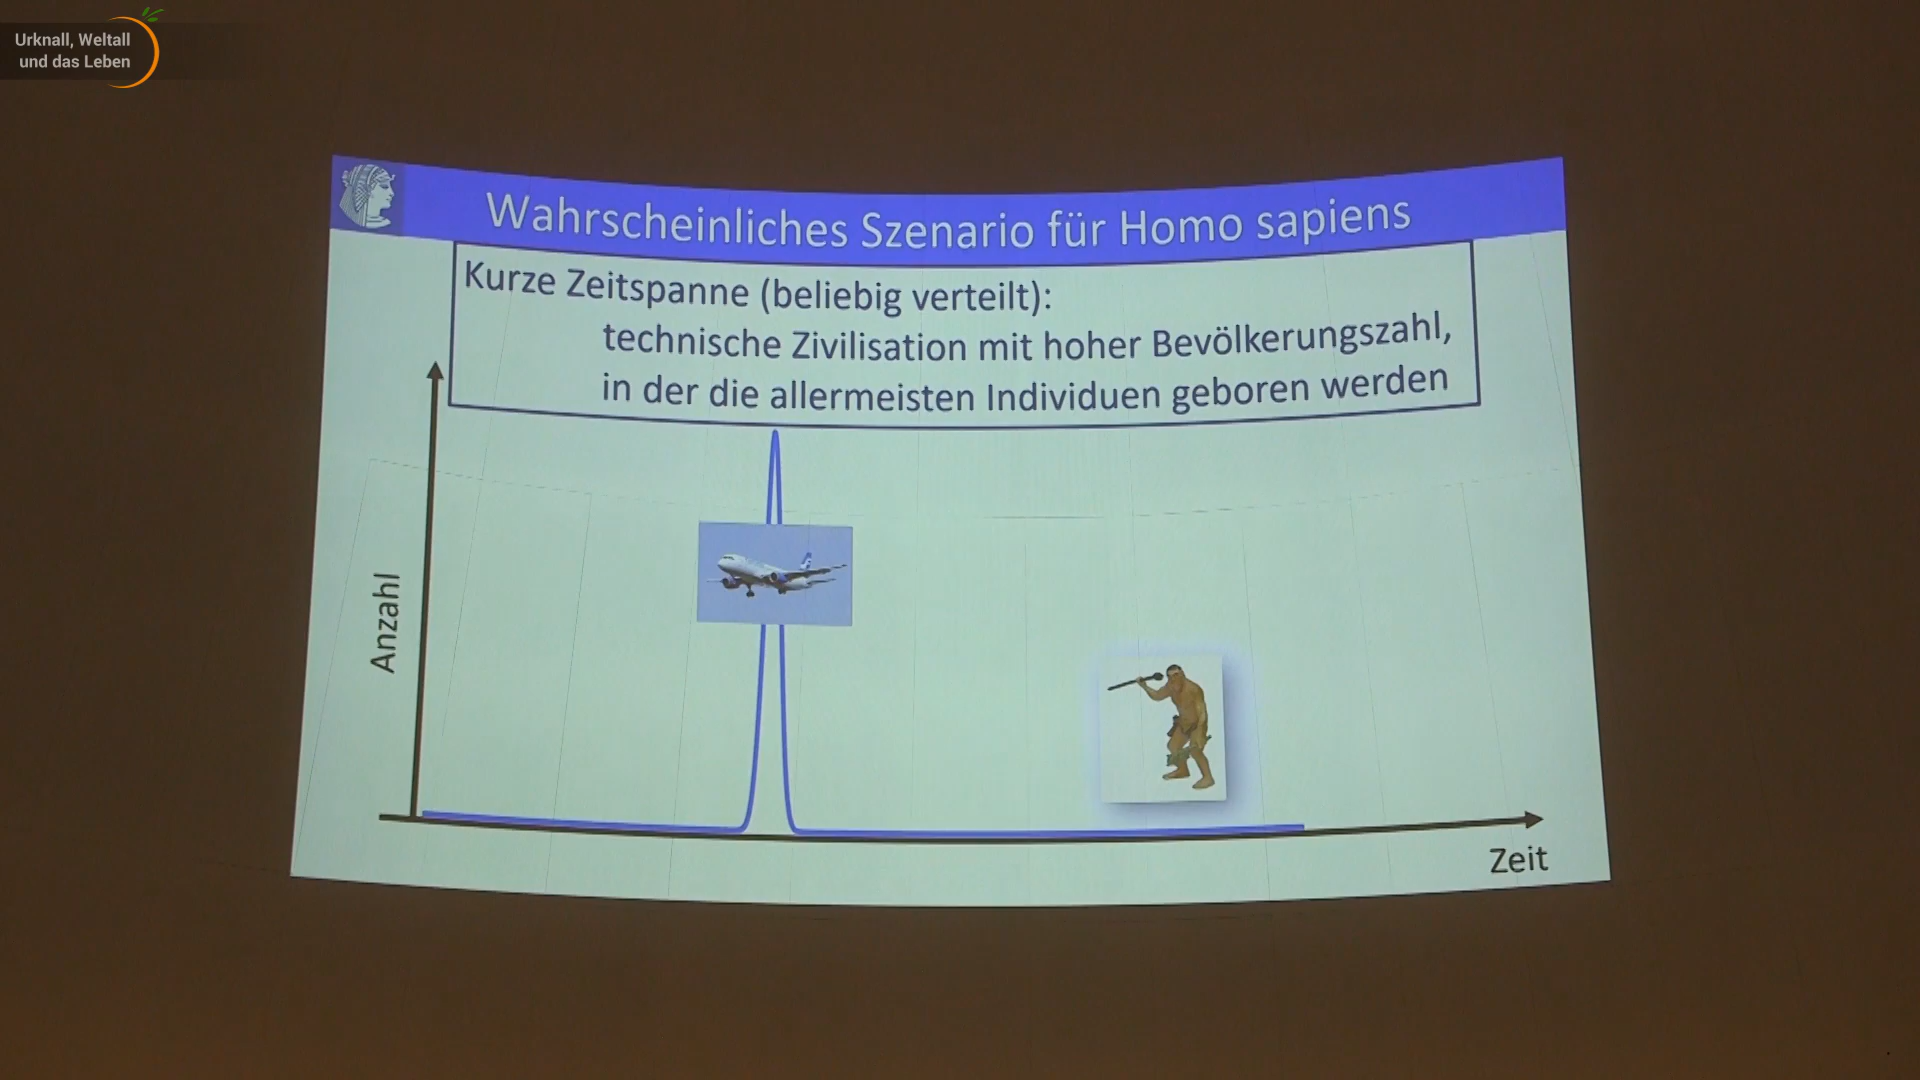 Urknall, Weltall
und das Leben
Wahrscheinliches Szenario für Homo sapiens
Kurze Zeitspanne (beliebig verteilt):
technische Zivilisation mit hoher Bevölkerungszahl,
in der die allermeisten Individuen geboren werden
Anzahl
Zeit